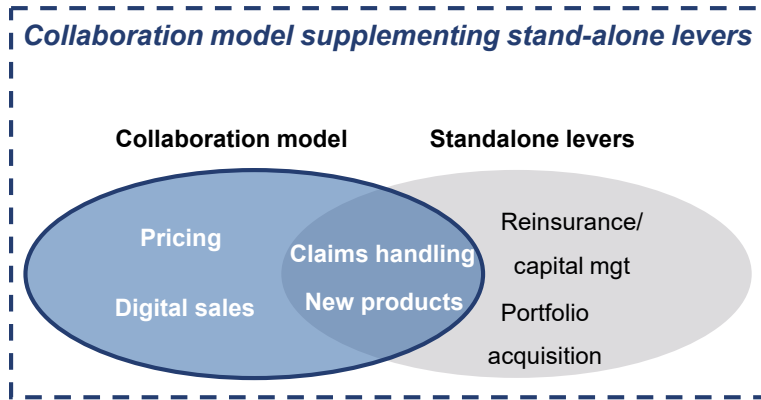 Collaboration model supplementing stand-alone levers
Collaboration model
Standalone levers
Pricing
Digital sales
Claims handling
New products
Reinsurance/
capital mgt
Portfolio
acquisition